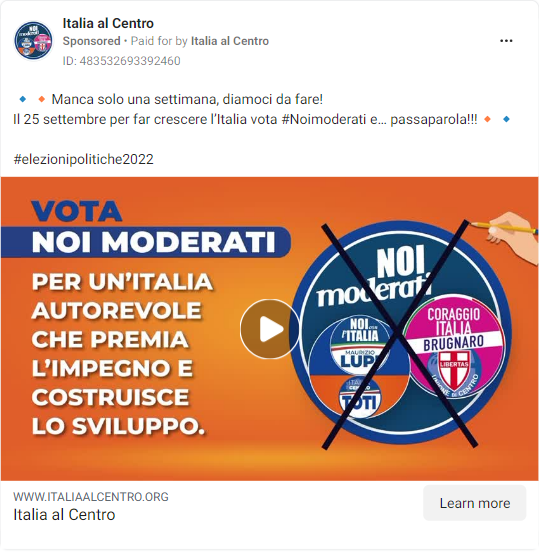 Italia al Centro
Sponsored • Paid for by Italia al Centro
ID: 483532693392460
🔹🔸Manca solo una settimana, diamoci da fare!
Il 25 settembre per far crescere l'Italia vota #Noimoderati e... passaparola!!!🔸🔹
#elezionipolitiche2022
VOTA
NOI MODERATI
PER UN'ITALIA
AUTOREVOLE
CHE PREMIA
L'IMPEGNO E
COSTRUISCE
LO SVILUPPO.
NOI
moderati
NOI CON
L'ITALIA
MAURIZIO
LUPI
ITALIA
AL CENTRO
TOTI
CORAGGIO
ITALIA
BRUGNARO
LIBERTAS
UNIONE DI CENTRO
WWW.ITALIAALCENTRO.ORG
Italia al Centro
Learn more